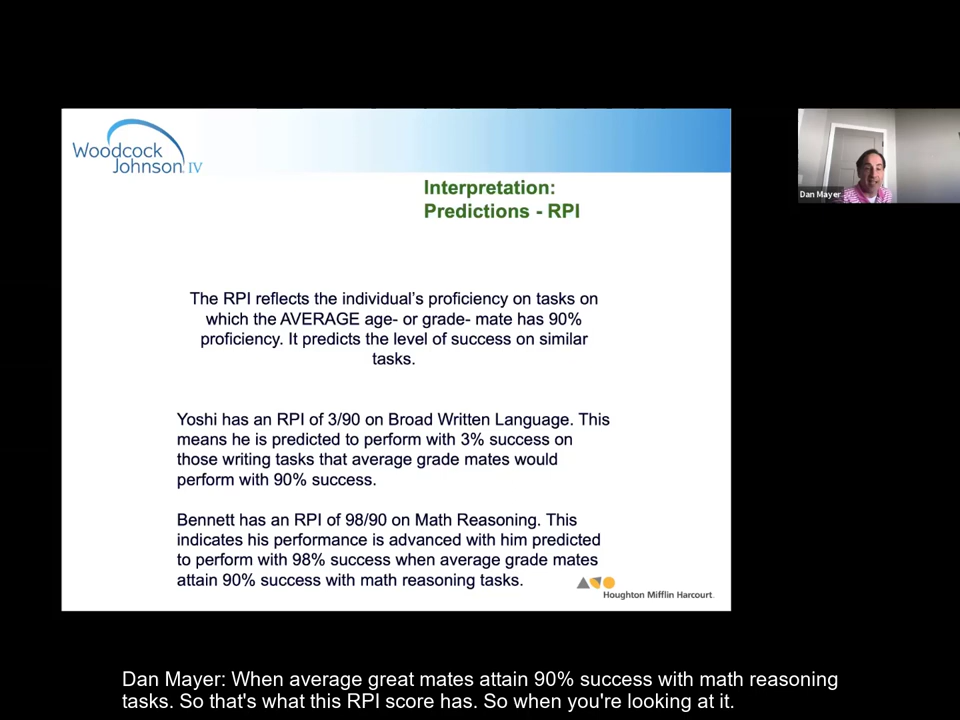 Woodcock
Johnson IV
Interpretation:
Predictions - RPI
Dan Mayer
The RPI reflects the individual's proficiency on tasks on
which the AVERAGE age- or grade- mate has 90%
proficiency. It predicts the level of success on similar
tasks.
Yoshi has an RPI of 3/90 on Broad Written Language. This
means he is predicted to perform with 3% success on
those writing tasks that average grade mates would
perform with 90% success.
Bennett has an RPI of 98/90 on Math Reasoning. This
indicates his performance is advanced with him predicted
to perform with 98% success when average grade mates
attain 90% success with math reasoning tasks.
Houghton Mifflin Harcourt
Dan Mayer: When average great mates attain 90% success with math reasoning
tasks. So that's what this RPI score has. So when you're looking at it.